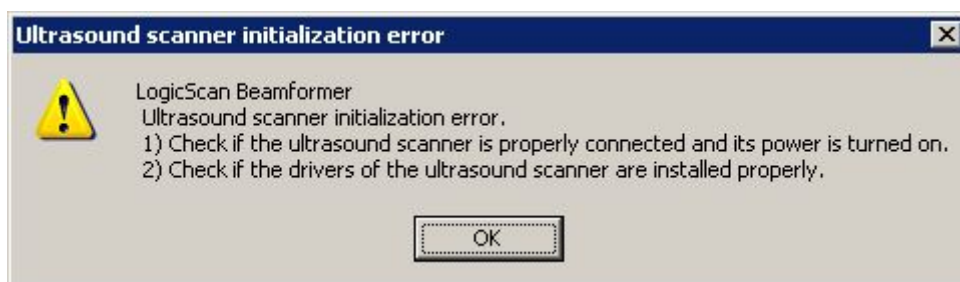 Ultrasound scanner initialization error
LogicScan Beamformer
Ultrasound scanner initialization error.
1) Check if the ultrasound scanner is properly connected and its power is turned on.
2) Check if the drivers of the ultrasound scanner are installed properly.
OK